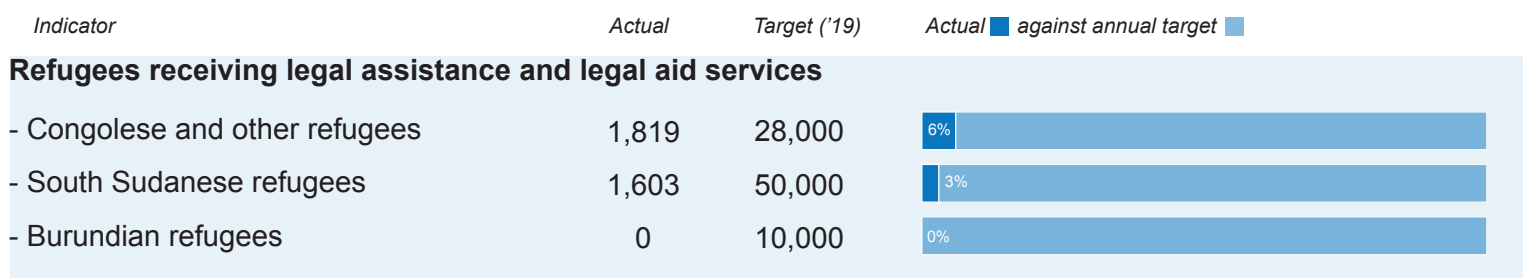 Indicator Actual Target (’19) Actual against annual target
Refugees receiving legal assistance and legal aid services
- Congolese and other refugees 1,819 28,000 6%
- South Sudanese refugees 1,603 50,000 3%
- Burundian refugees 0 10,000 0%